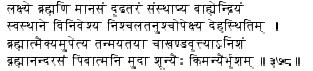 लक्ष्ये ब्रह्मणि मानसं दृढतरं संस्थाप्य बाह्येन्द्रियं
स्वस्थाने विनिवेश्य निश्चलतनुश्चोपेक्ष्य देहस्थितिम् ।
ब्रह्मात्मैक्यमुपेत्य तन्मयतया चाखण्डवृत्त्याऽनिशं
ब्रह्मानन्दरसं पिबात्मनि मुदा शून्यैः किमन्यैर्भृशम् ॥ ३७८॥